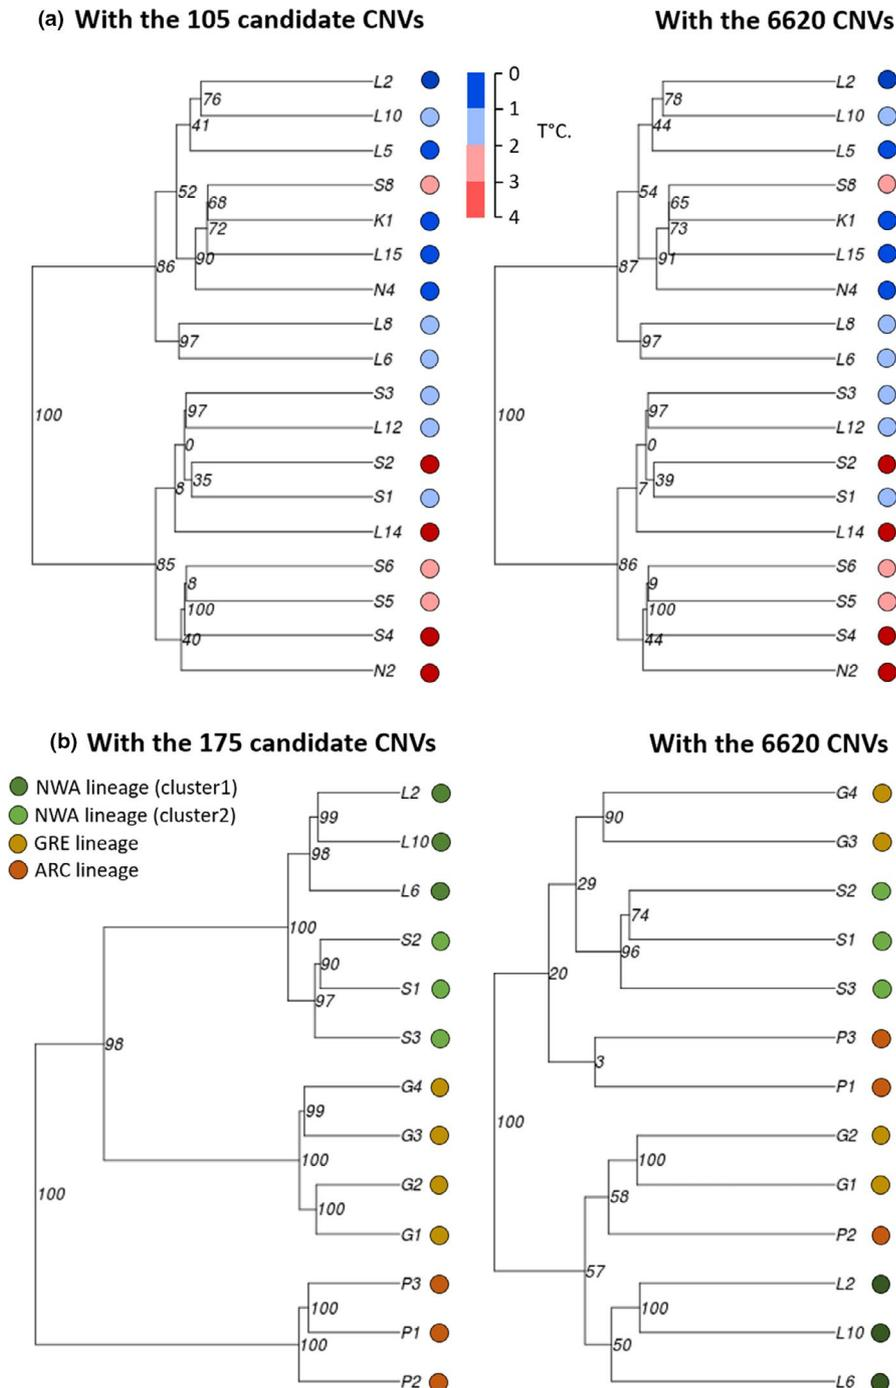 (a) With the 105 candidate CNVs
With the 6620 CNVs
L2
76
L10
41
L5
52
S8
68
K1
72
L15
90
N4
86
L8
97
L6
100
S3
97
L12
0
S2
35
8
S1
L14
85
S6
8
S5
100
S4
40
N2
0
1
2
3
4
T°C.
L2
78
L10
44
L5
54
S8
65
K1
73
L15
91
N4
87
L8
97
L6
100
S3
97
L12
0
S2
39
7
S1
L14
86
S6
9
S5
100
S4
44
N2
(b) With the 175 candidate CNVs
With the 6620 CNVs
NWA lineage (cluster1)
NWA lineage (cluster2)
GRE lineage
ARC lineage
L2
99
L10
98
L6
100
S2
90
S1
97
S3
98
G4
99
G3
100
G2
100
G1
100
P3
100
P1
100
P2
G4
90
G3
29
S2
74
S1
96
S3
20
P3
3
P1
100
G2
100
G1
58
P2
57
L2
100
L10
50
L6